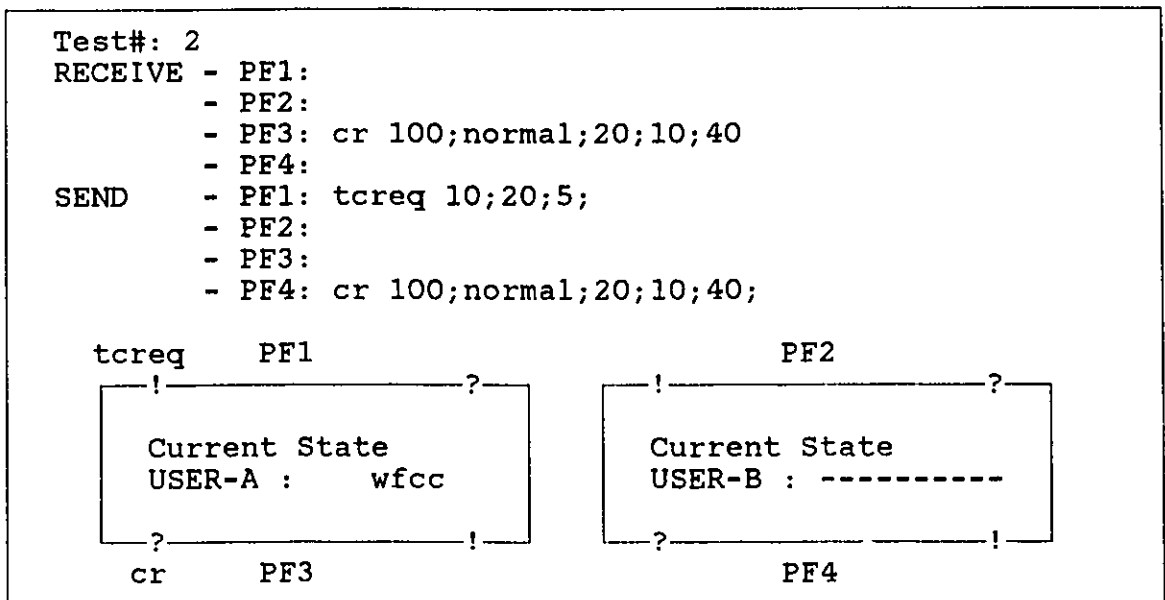 Test#: 2
RECEIVE - PF1:
- PF2:
- PF3: cr 100;normal;20;10;40
- PF4:
SEND - PF1: tcreq 10;20;5;
- PF2:
- PF3:
- PF4: cr 100;normal;20;10;40;
tcreq PF1 PF2
! ? ! ?
Current State Current State
USER-A : wfcc USER-B : ----------
? ! ? !
cr PF3 PF4